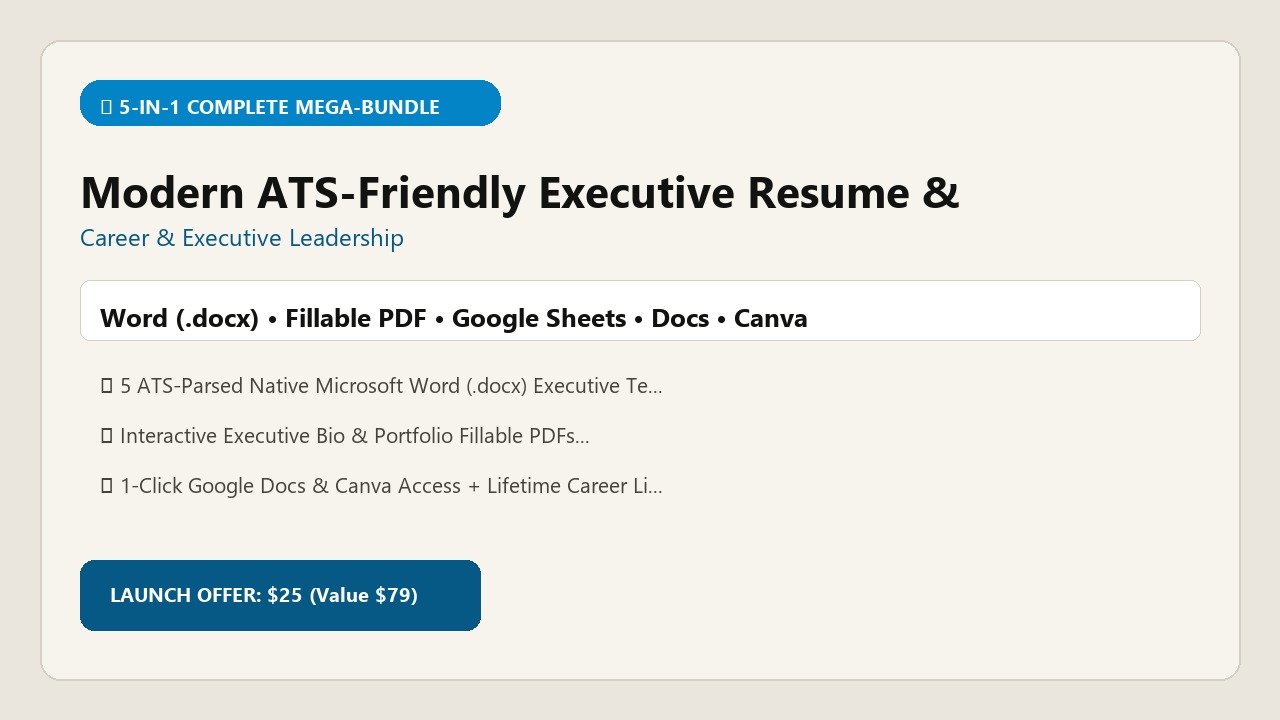 5-IN-1 COMPLETE MEGA-BUNDLE
Modern ATS-Friendly Executive Resume &
Career & Executive Leadership
Word (.docx) • Fillable PDF • Google Sheets • Docs • Canva
5 ATS-Parsed Native Microsoft Word (.docx) Executive Te...
Interactive Executive Bio & Portfolio Fillable PDFs...
1-Click Google Docs & Canva Access + Lifetime Career Li...
LAUNCH OFFER: $25 (Value $79)